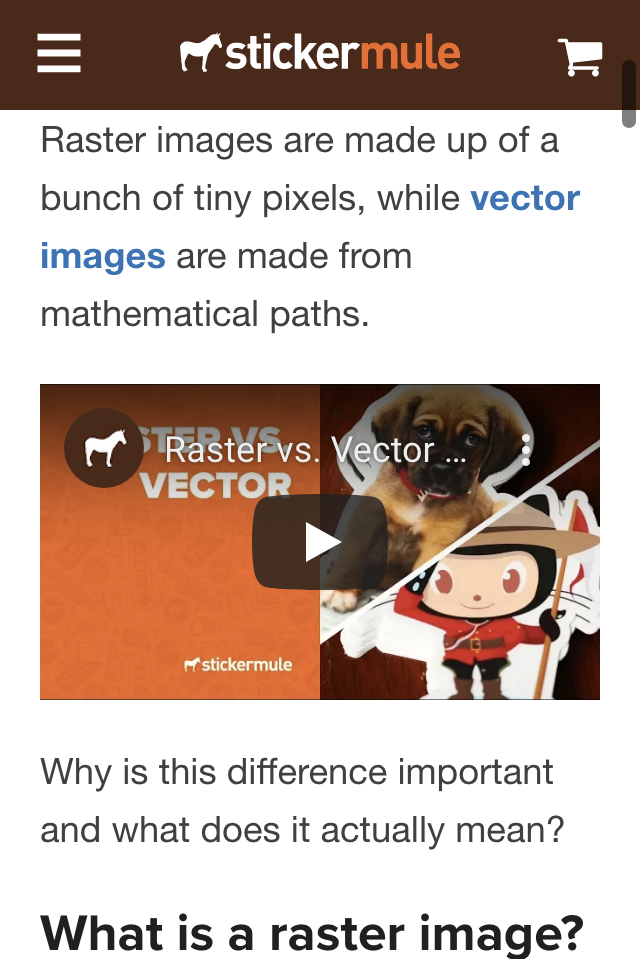 stickermule
Raster images are made up of a
bunch of tiny pixels, while vector
images are made from
mathematical paths.
Raster vs. Vector ...
VS.
VECTOR
stickermule
Why is this difference important
and what does it actually mean?
What is a raster image?